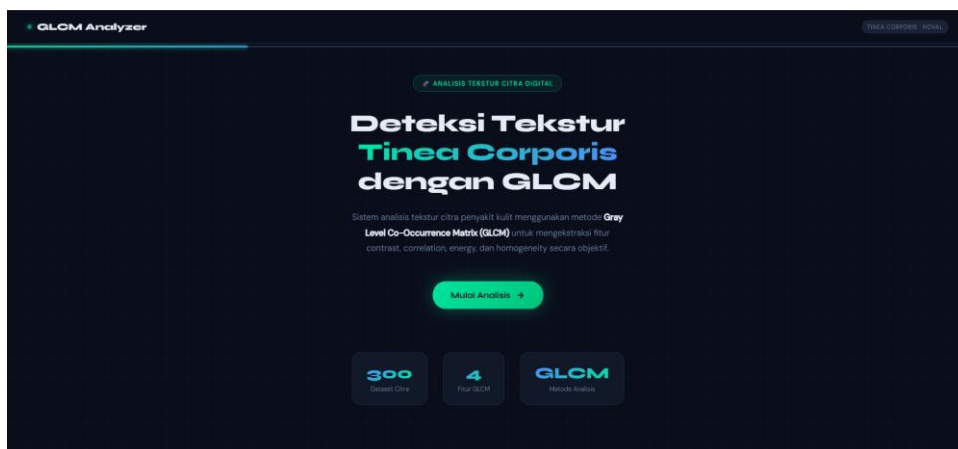 GLCM Analyzer
TINEA CORPORIS · NOVAL
ANALISIS TEKSTUR CITRA DIGITAL
Deteksi Tekstur
Tinea Corporis
dengan GLCM
Sistem analisis tekstur citra penyakit kulit menggunakan metode Gray
Level Co-Occurrence Matrix (GLCM) untuk mengekstraksi fitur
contrast, correlation, energy, dan homogeneity secara objektif.
Mulai Analisis →
300
Dataset Citra
4
Fitur GLCM
GLCM
Metode Analisis